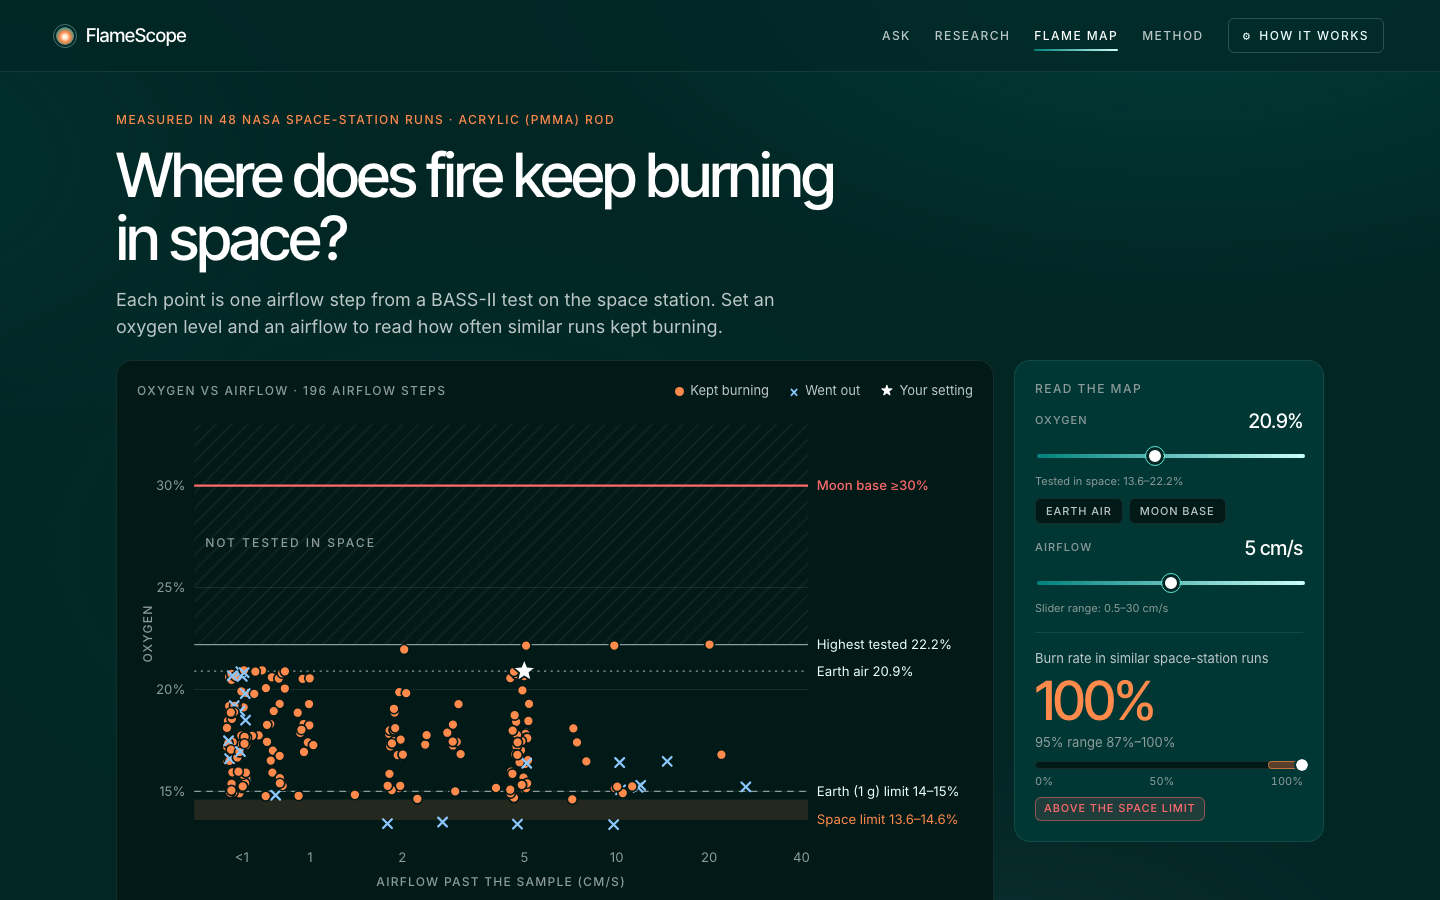 FlameScope
ASK
RESEARCH
FLAME MAP
METHOD
⚙ HOW IT WORKS
MEASURED IN 48 NASA SPACE-STATION RUNS · ACRYLIC (PMMA) ROD
Where does fire keep burning
in space?
Each point is one airflow step from a BASS-II test on the space station. Set an
oxygen level and an airflow to read how often similar runs kept burning.
OXYGEN VS AIRFLOW · 196 AIRFLOW STEPS
Kept burning
Went out
Your setting
30%
Moon base ≥30%
NOT TESTED IN SPACE
25%
OXYGEN
Highest tested 22.2%
Earth air 20.9%
20%
15%
Earth (1 g) limit 14–15%
Space limit 13.6–14.6%
<1
1
2
5
10
20
40
AIRFLOW PAST THE SAMPLE (CM/S)
READ THE MAP
OXYGEN
20.9%
Tested in space: 13.6–22.2%
EARTH AIR
MOON BASE
AIRFLOW
5 cm/s
Slider range: 0.5–30 cm/s
Burn rate in similar space-station runs
100%
95% range 87%–100%
0%
50%
100%
ABOVE THE SPACE LIMIT